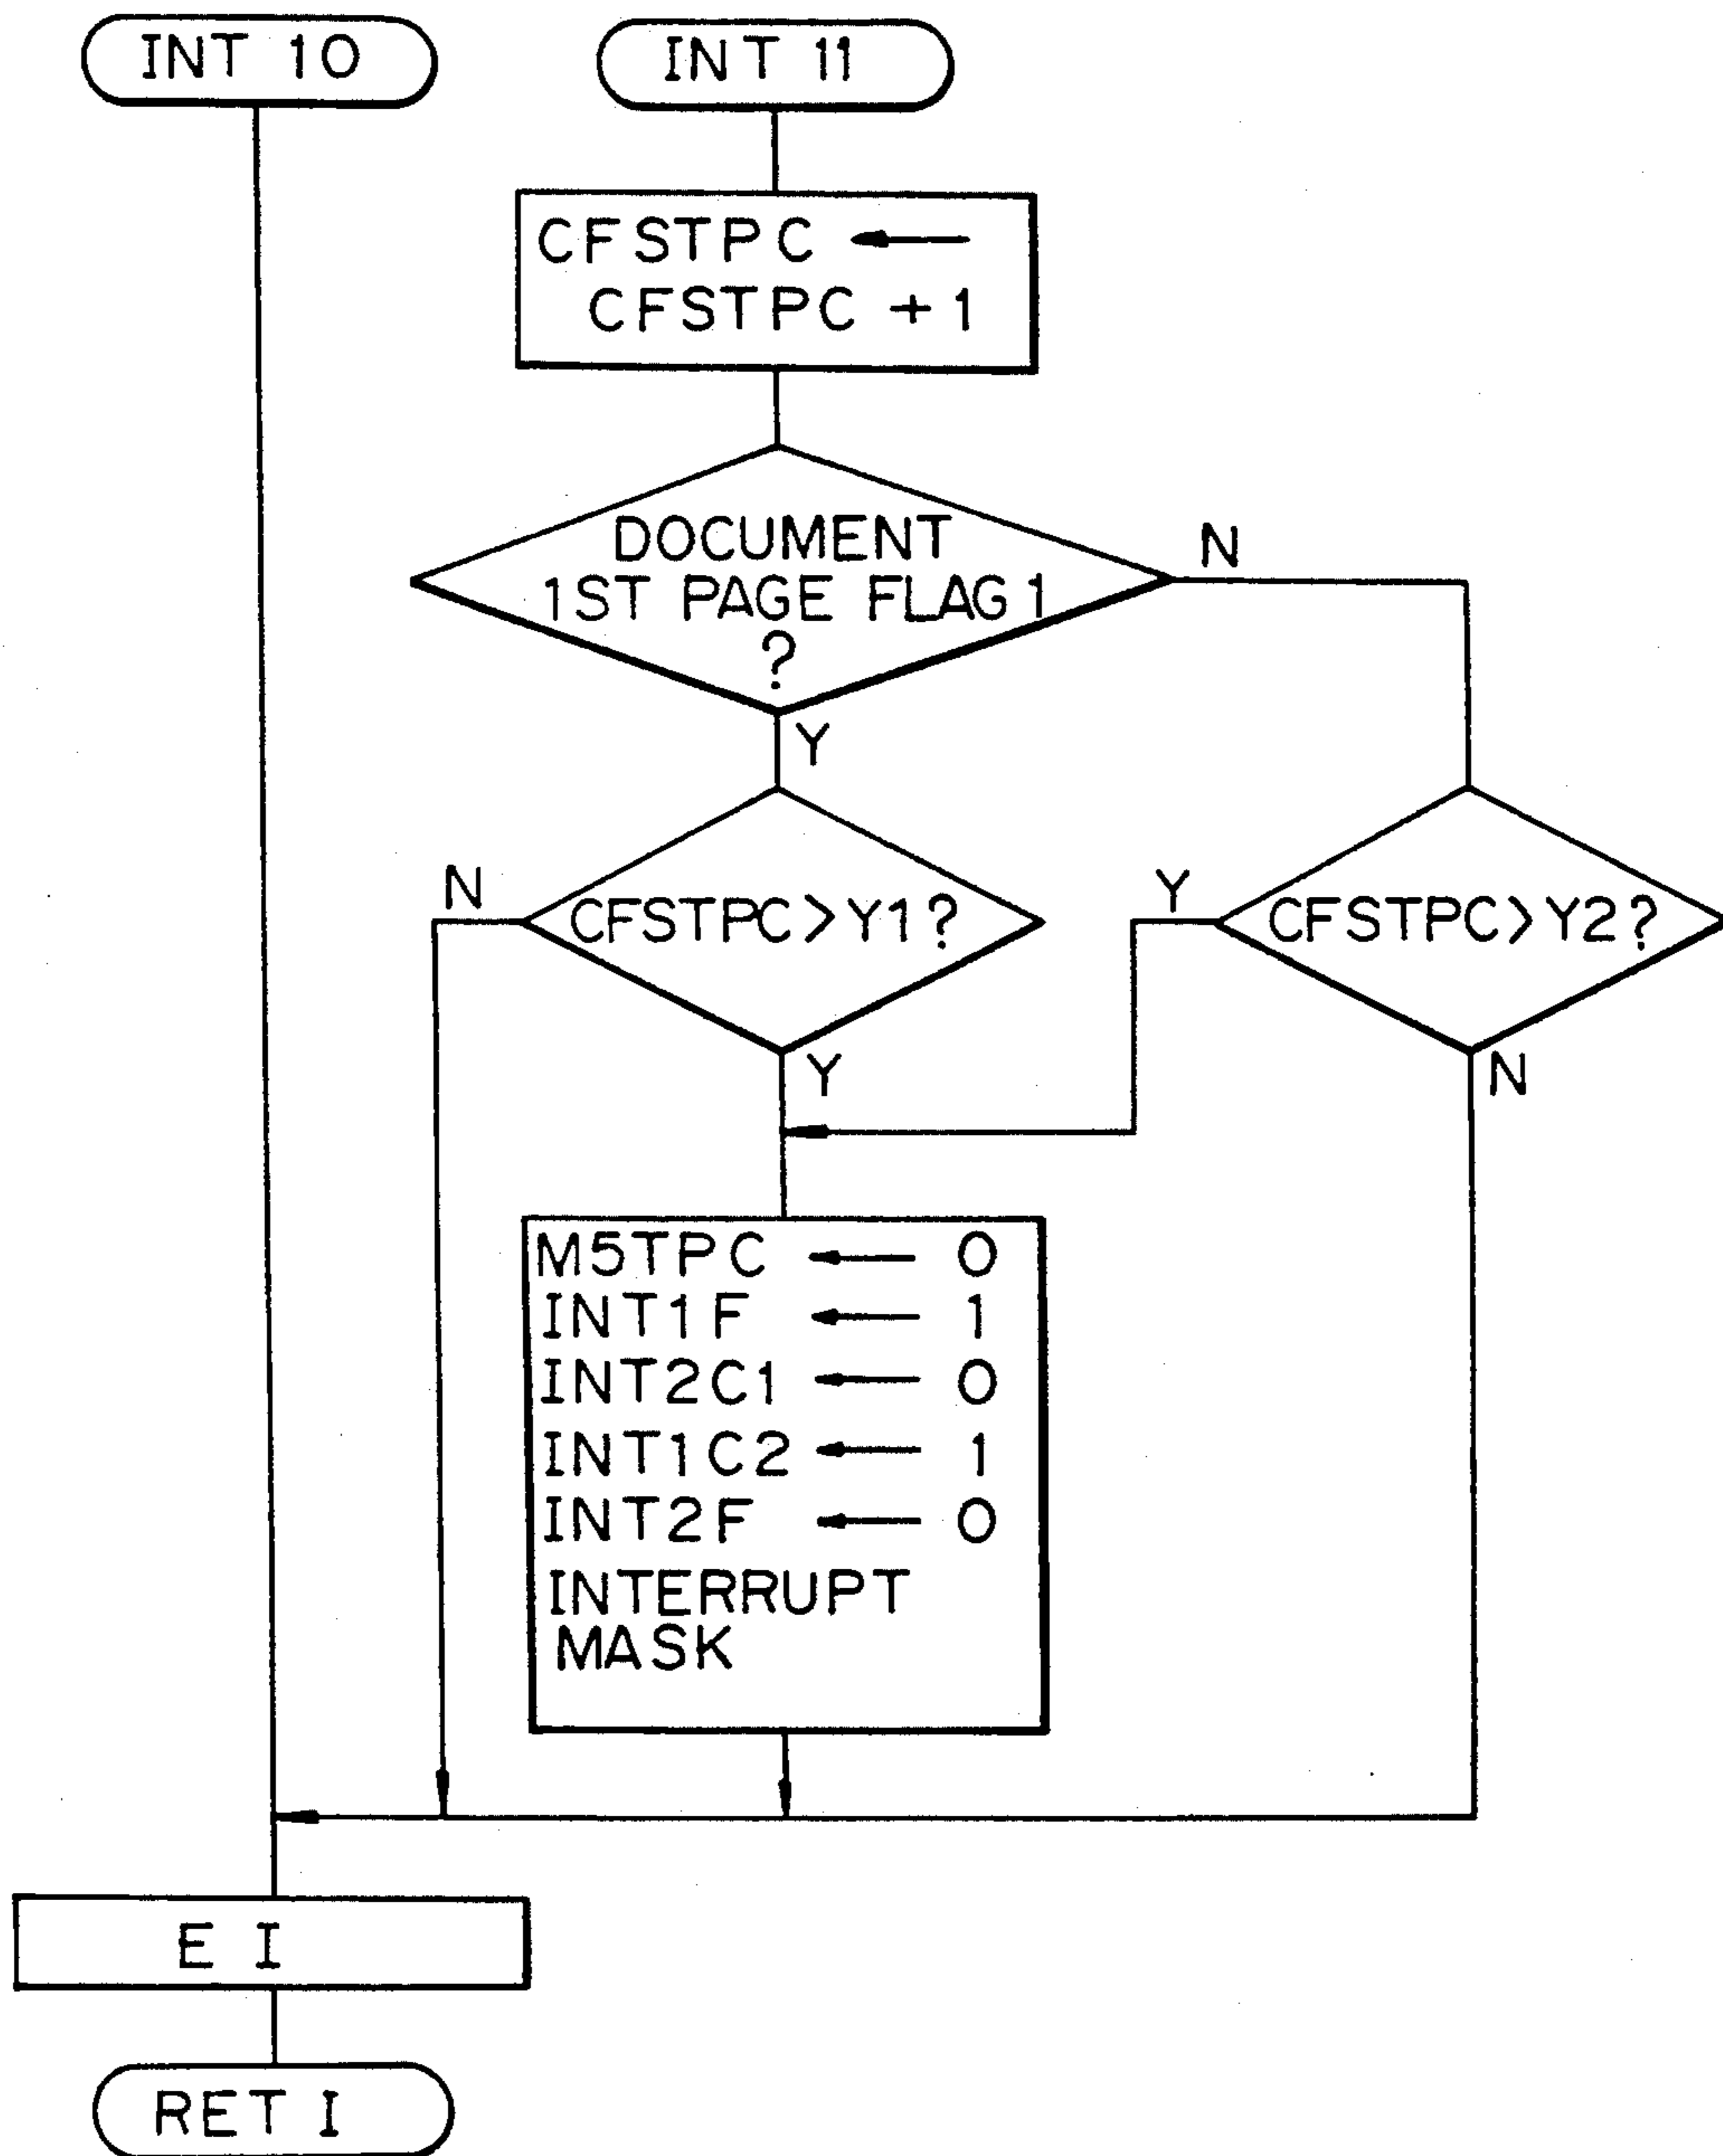 INT 10
INT 11
CFSTPC ←
CFSTPC + 1
DOCUMENT
1ST PAGE FLAG 1
?
N
Y
N
CFSTPC>Y1?
Y
Y
CFSTPC>Y2?
N
M5TPC ← 0
INT1F ← 1
INT2C1 ← 0
INT1C2 ← 1
INT2F ← 0
INTERRUPT
MASK
EI
RET I